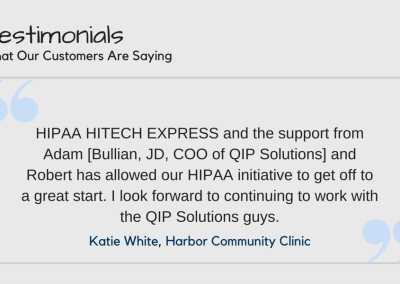 estimonials
at Our Customers Are Saying
HIPAA HITECH EXPRESS and the support from
Adam [Bullian, JD, COO of QIP Solutions] and
Robert has allowed our HIPAA initiative to get off to
a great start. I look forward to continuing to work with
the QIP Solutions guys.
Katie White, Harbor Community Clinic